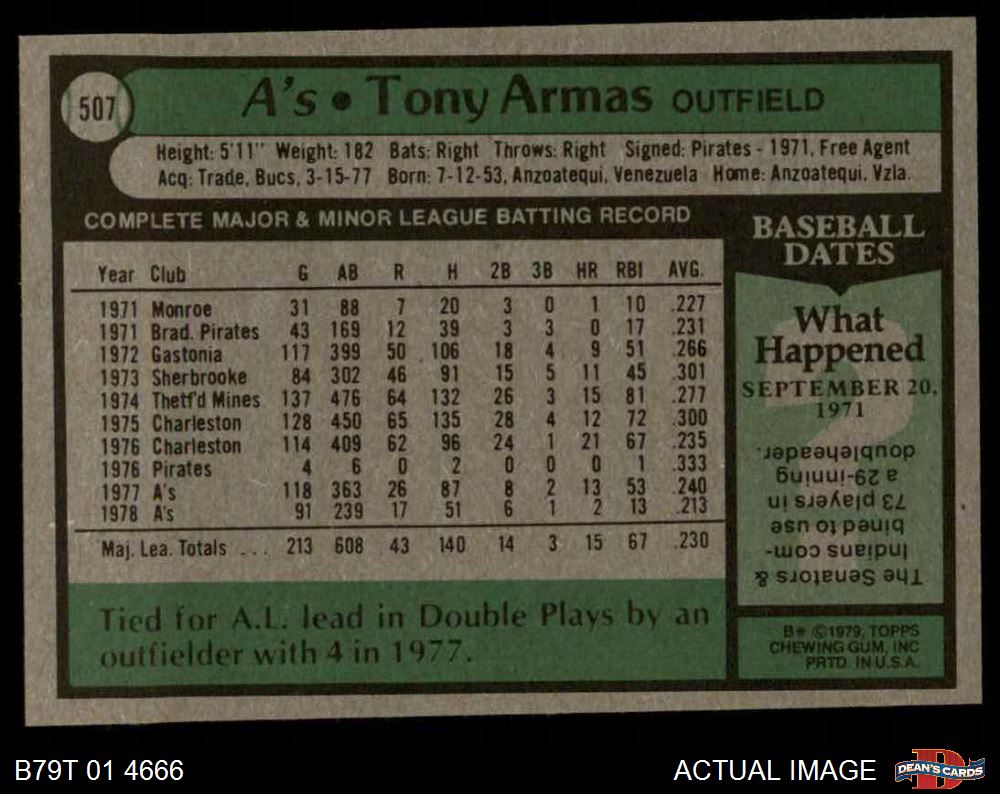 507
A's • Tony Armas OUTFIELD
Height: 5'11" Weight: 182 Bats: Right Throws: Right Signed: Pirates - 1971, Free Agent
Acq: Trade, Bucs, 3-15-77 Born: 7-12-53, Anzoatequi, Venezuela Home: Anzoatequi, Vzla.
COMPLETE MAJOR & MINOR LEAGUE BATTING RECORD
Year Club G AB R H 2B 3B HR RBI AVG.
1971 Monroe 31 88 7 20 3 0 1 10 .227
1971 Brad. Pirates 43 169 12 39 3 3 0 17 .231
1972 Gastonia 117 399 50 106 18 4 9 51 .266
1973 Sherbrooke 84 302 46 91 15 5 11 45 .301
1974 Thetf'd Mines 137 476 64 132 26 3 15 81 .277
1975 Charleston 128 450 65 135 28 4 12 72 .300
1976 Charleston 114 409 62 96 24 1 21 67 .235
1976 Pirates 4 6 0 2 0 0 0 1 .333
1977 A's 118 363 26 87 8 2 13 53 .240
1978 A's 91 239 17 51 6 1 2 13 .213
Maj. Lea. Totals ... 213 608 43 140 14 3 15 67 .230
Tied for A.L. lead in Double Plays by an
outfielder with 4 in 1977.
BASEBALL
DATES
What
Happened
SEPTEMBER 20,
1971
The Senators &
Indians com-
bined to use
73 players in
a 29-inning
doubleheader.
B* ©1979, TOPPS
CHEWING GUM, INC
PRTD. IN U.S.A.
B79T 01 4666
ACTUAL IMAGE
DEAN'S CARDS